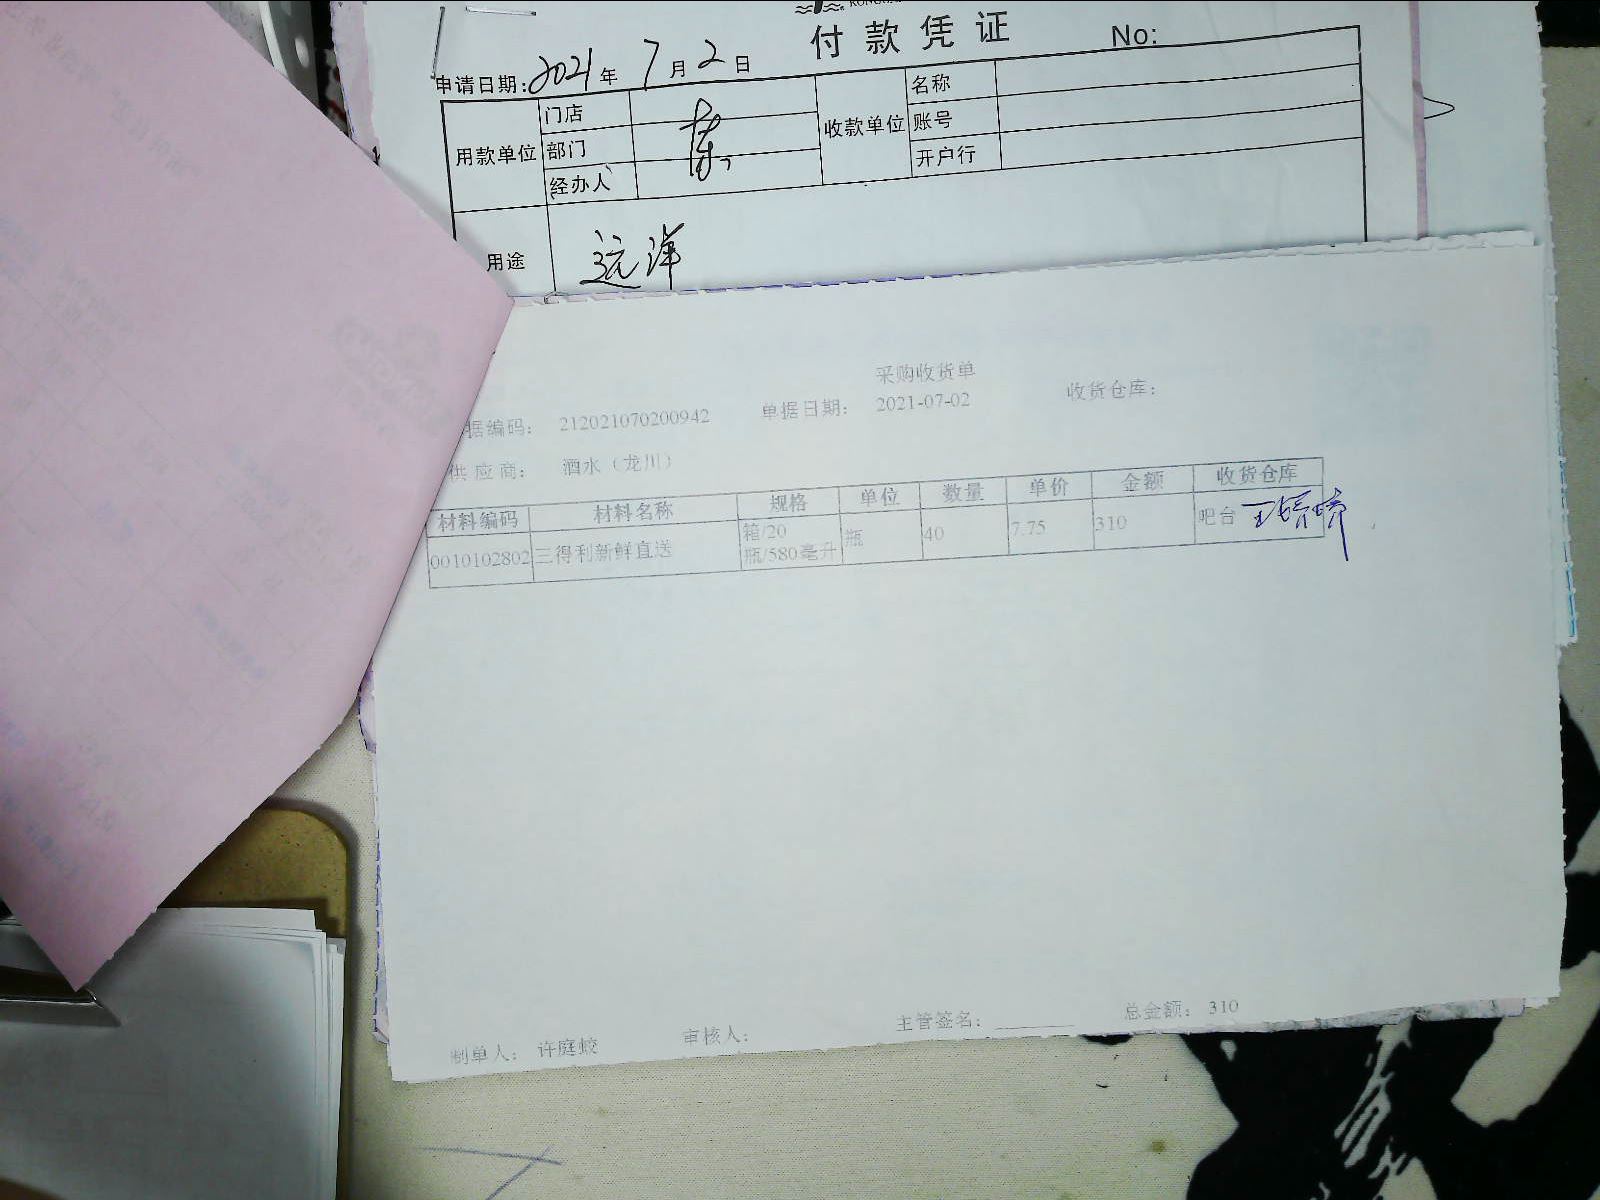 付款凭证 No:
申请日期: 2021 年 7 月 2 日
用款单位 门店 收款单位 名称
部门 账号
经办人 开户行
用途 远洋
采购收货单
据编码: 212021070200942 单据日期: 2021-07-02 收货仓库:
供应商: 酒水（龙川）
材料编码 材料名称 规格 单位 数量 单价 金额 收货仓库
0010102802 三得利新鲜直送 箱/20瓶/580毫升 瓶 40 7.75 310 吧台
制单人: 许庭蛟 审核人: 主管签名: ________ 总金额: 310